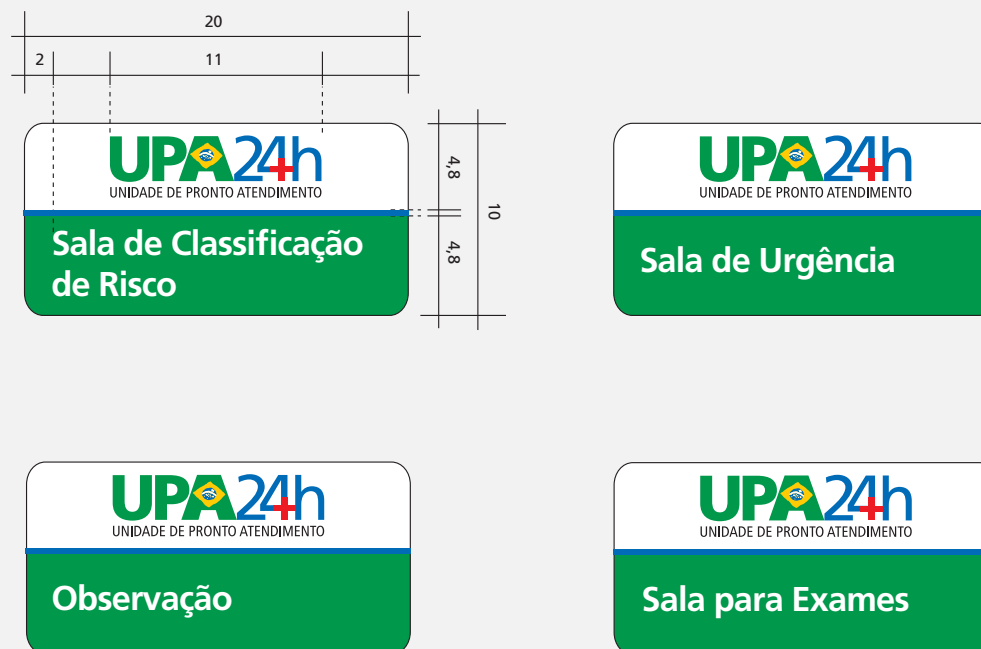 20
2
11
UPA24h
UNIDADE DE PRONTO ATENDIMENTO
Sala de Classificação
de Risco
4,8
4,8
10
UPA24h
UNIDADE DE PRONTO ATENDIMENTO
Sala de Urgência
UPA24h
UNIDADE DE PRONTO ATENDIMENTO
Observação
UPA24h
UNIDADE DE PRONTO ATENDIMENTO
Sala para Exames